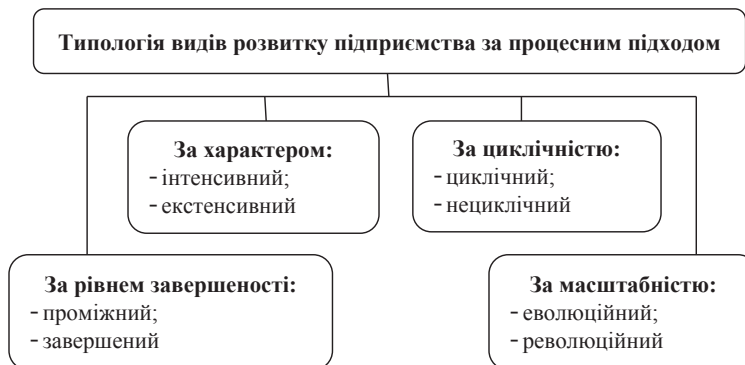 Типологія видів розвитку підприємства за процесним підходом
За характером:
- інтенсивний;
- екстенсивний
За циклічністю:
- циклічний;
- нециклічний
За рівнем завершеності:
- проміжний;
- завершений
За масштабністю:
- еволюційний;
- революційний